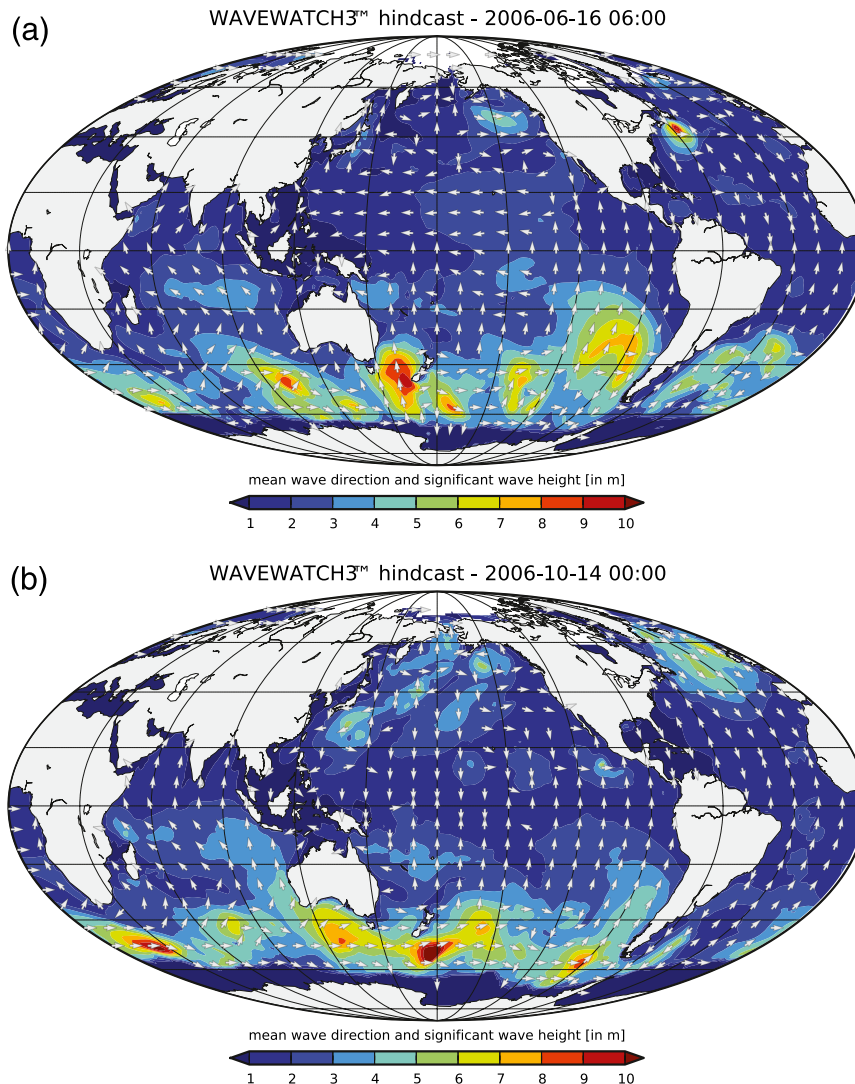 (a)
WAVEWATCH3™ hindcast - 2006-06-16 06:00
mean wave direction and significant wave height [in m]
1 2 3 4 5 6 7 8 9 10
(b)
WAVEWATCH3™ hindcast - 2006-10-14 00:00
mean wave direction and significant wave height [in m]
1 2 3 4 5 6 7 8 9 10